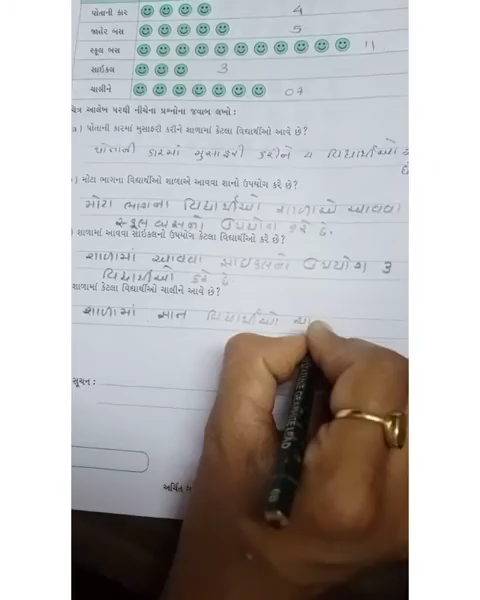 પોતાની કાર 4
જાહેર બસ 5
સ્કૂલ બસ 11
સાઈકલ 3
ચાલીને 07
ચિત્ર આલેખ પરથી નીચેના પ્રશ્નોના જવાબ લખો :
પોતાની કારમાં મુસાફરી કરીને શાળામાં કેટલા વિદ્યાર્થીઓ આવે છે?
પોતાની કારમાં મુસાફરી કરીને 4 વિદ્યાર્થીઓ
) મોટા ભાગના વિદ્યાર્થીઓ શાળાએ આવવા શાનો ઉપયોગ કરે છે?
મોટા ભાગના વિદ્યાર્થીઓ શાળાએ આવવા
સ્કૂલ બસનો ઉપયોગ કરે છે.
) શાળામાં આવવા સાઈકલનો ઉપયોગ કેટલા વિદ્યાર્થીઓ કરે છે?
શાળામાં આવવા સાઈકલનો ઉપયોગ 3
વિદ્યાર્થીઓ કરે છે
શાળામાં કેટલા વિદ્યાર્થીઓ ચાલીને આવે છે?
શાળામાં સાત વિદ્યાર્થીઓ ચા
સૂચન :